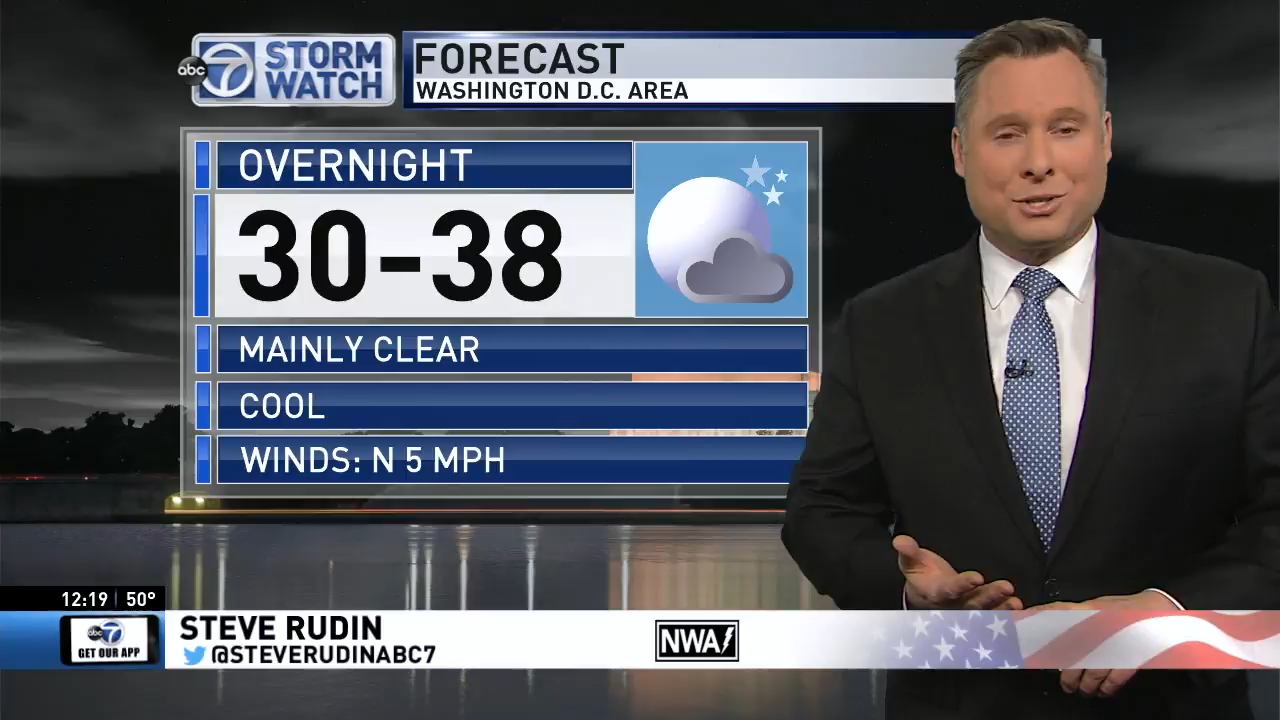 abc 7 STORM
WATCH
FORECAST
WASHINGTON D.C. AREA
OVERNIGHT
30-38
MAINLY CLEAR
COOL
WINDS: N 5 MPH
12:19 50°
abc 7
GET OUR APP
STEVE RUDIN
@STEVERUDINABC7
NWA